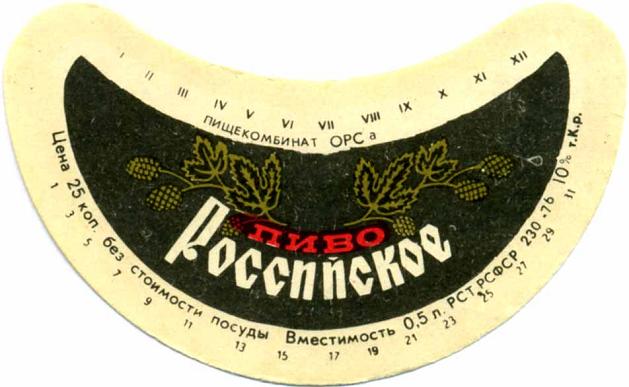 I II III IV V VI VII VIII IX X XI XII
ПИЩЕКОМБИНАТ ОРСа
ПИВО
Российское
Цена 25 коп. без стоимости посуды Вместимость 0,5 л. РСТ РСФСР 230-76 10% т.К.р.
1 3 5 7 9 11 13 15 17 19 21 23 25 27 29 31